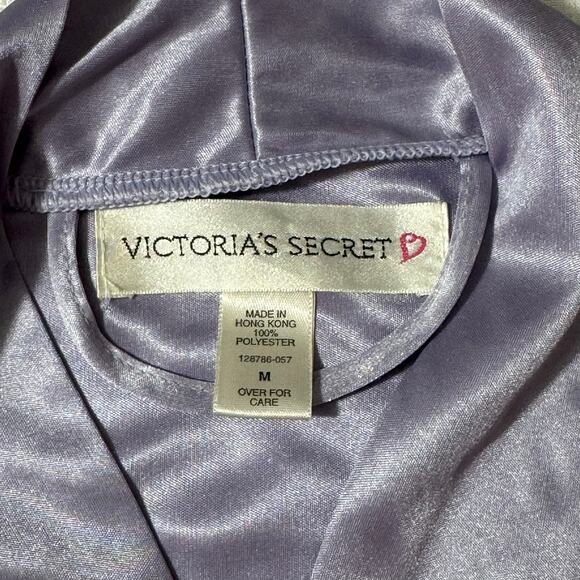 VICTORIA'S SECRET
MADE IN
HONG KONG
100%
POLYESTER
128786-057
M
OVER FOR
CARE